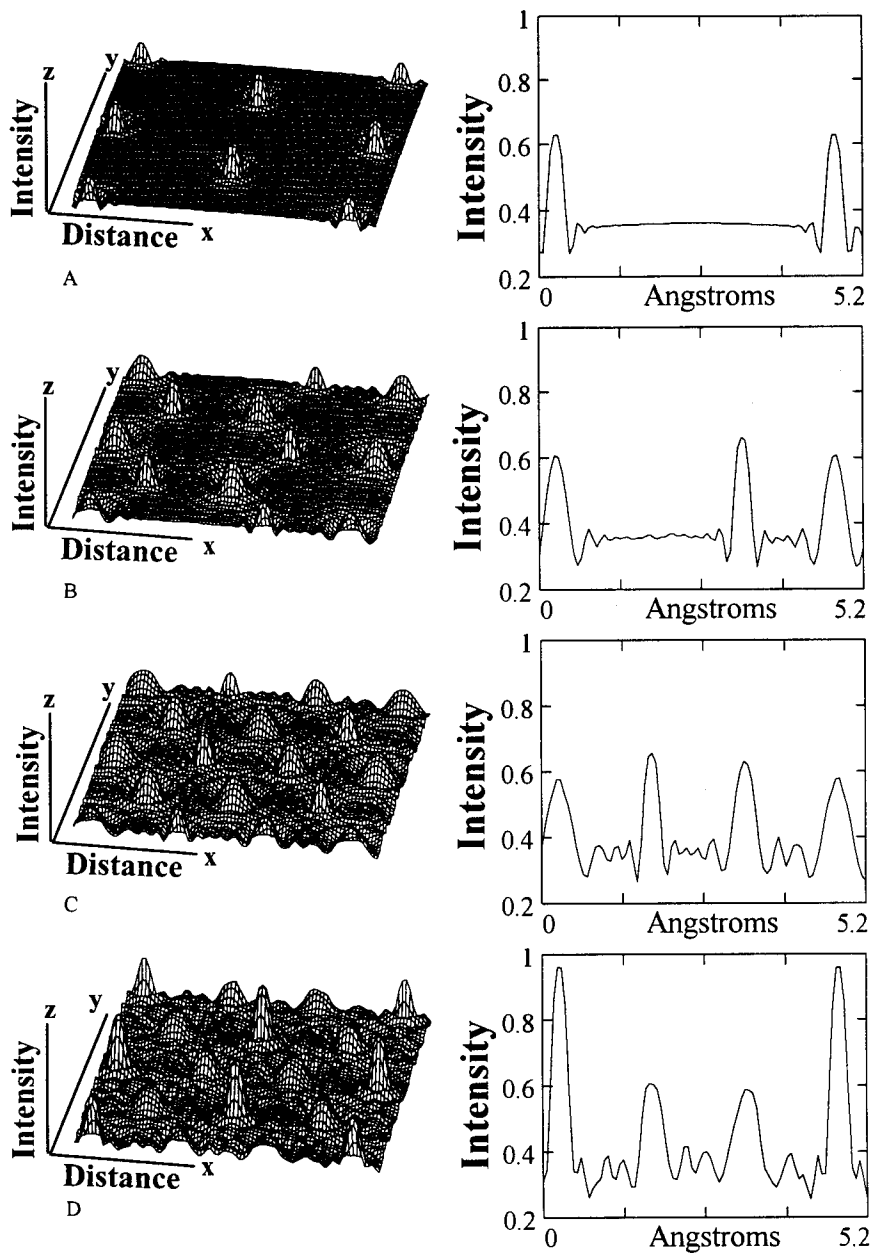 z
y
Intensity
Distance x
A
1
0.8
0.6
0.4
0.2
Intensity
0 Angstroms 5.2
z
y
Intensity
Distance x
B
1
0.8
0.6
0.4
0.2
Intensity
0 Angstroms 5.2
z
y
Intensity
Distance x
C
1
0.8
0.6
0.4
0.2
Intensity
0 Angstroms 5.2
z
y
Intensity
Distance x
D
1
0.8
0.6
0.4
0.2
Intensity
0 Angstroms 5.2